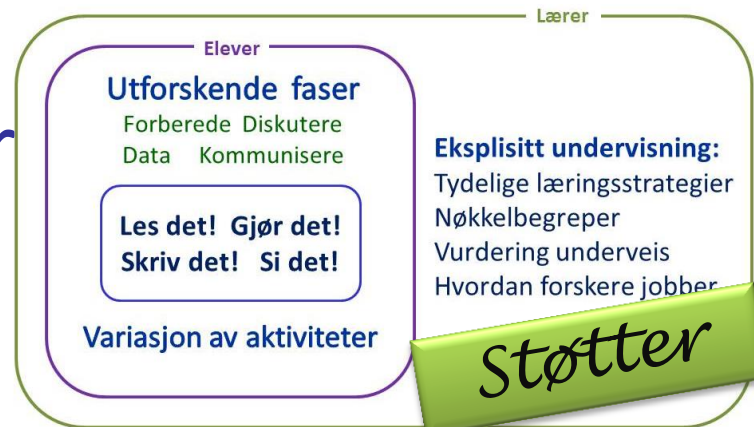 Lærer
Elever
Utforskende faser
Forberede Diskutere
Data Kommunisere
Les det! Gjør det!
Skriv det! Si det!
Variasjon av aktiviteter
Eksplisitt undervisning:
Tydelige læringsstrategier
Nøkkelbegreper
Vurdering underveis
Hvordan forskere jobber
Støtter